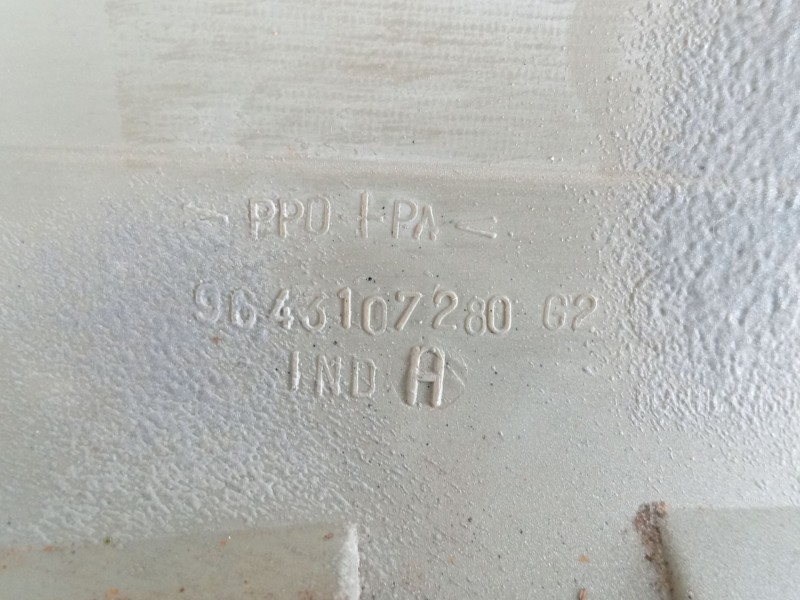 > PPO + PA <
9643107280 G2
IND A